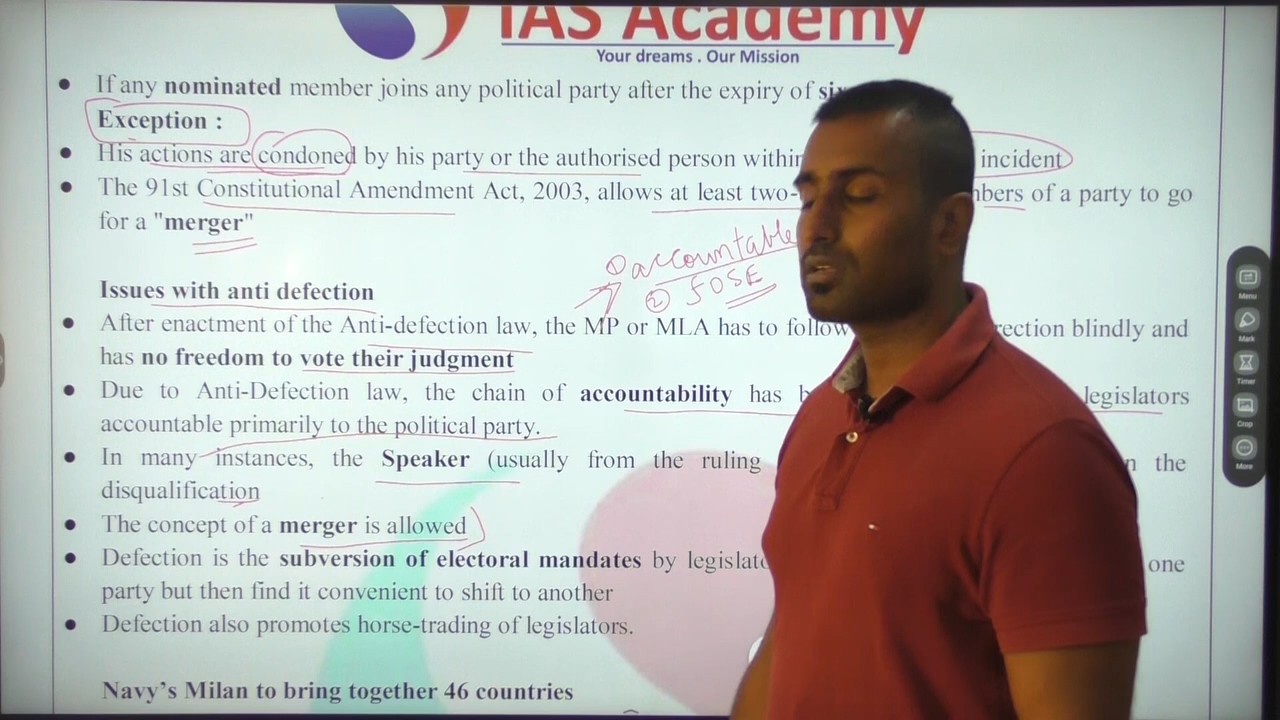 IAS Academy
Your dreams . Our Mission
If any nominated member joins any political party after the expiry of
Exception :
His actions are condoned by his party or the authorised person within incident
The 91st Constitutional Amendment Act, 2003, allows at least two- of a party to go
for a "merger"
① accountable
② JOSE
Issues with anti defection
After enactment of the Anti-defection law, the MP or MLA has to follow blindly and
has no freedom to vote their judgment
Due to Anti-Defection law, the chain of accountability has legislators
accountable primarily to the political party.
In many instances, the Speaker (usually from the ruling the
disqualification
The concept of a merger is allowed
Defection is the subversion of electoral mandates by one
party but then find it convenient to shift to another
Defection also promotes horse-trading of legislators.
Navy's Milan to bring together 46 countries
Menu
Mark
Timer
Crop
More